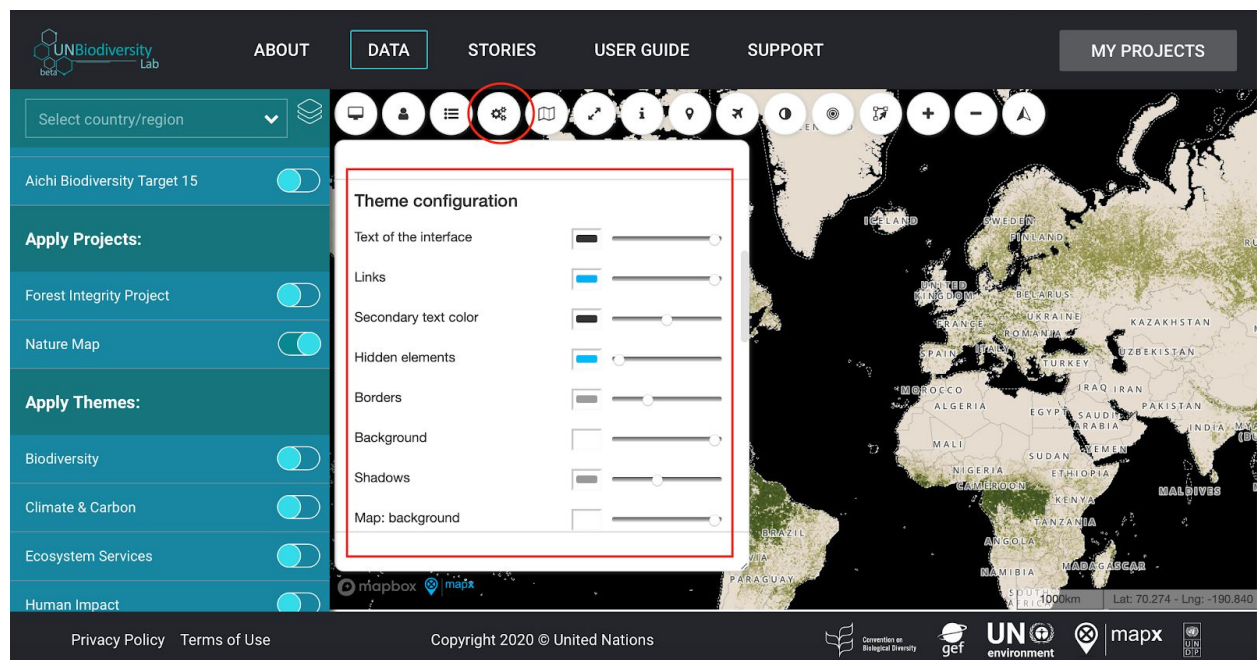 UNBiodiversity
Lab
beta
ABOUT
DATA
STORIES
USER GUIDE
SUPPORT
MY PROJECTS
Select country/region
Aichi Biodiversity Target 15
Apply Projects:
Forest Integrity Project
Nature Map
Apply Themes:
Biodiversity
Climate & Carbon
Ecosystem Services
Human Impact
Theme configuration
Text of the interface
Links
Secondary text color
Hidden elements
Borders
Background
Shadows
Map: background
ICELAND
SWEDEN
FINLAND
UNITED
KINGDOM
BELARUS
UKRAINE
FRANCE
ROMANIA
KAZAKHSTAN
SPAIN
ITALY
UZBEKISTAN
TURKEY
MOROCCO
IRAQ
IRAN
ALGERIA
EGYPT
SAUDI
ARABIA
PAKISTAN
INDIA
MALI
SUDAN
YEMEN
NIGERIA
ETHIOPIA
CAMEROON
KENYA
MALDIVES
TANZANIA
BRAZIL
ANGOLA
PARAGUAY
NAMIBIA
MADAGASCAR
SOUTH
AFRICA
mapbox
mapx
1000km
Lat: 70.274 - Lng: -190.840
Privacy Policy
Terms of Use
Copyright 2020 © United Nations
Convention on
Biological Diversity
gef
UN
environment
mapx
UN
DP